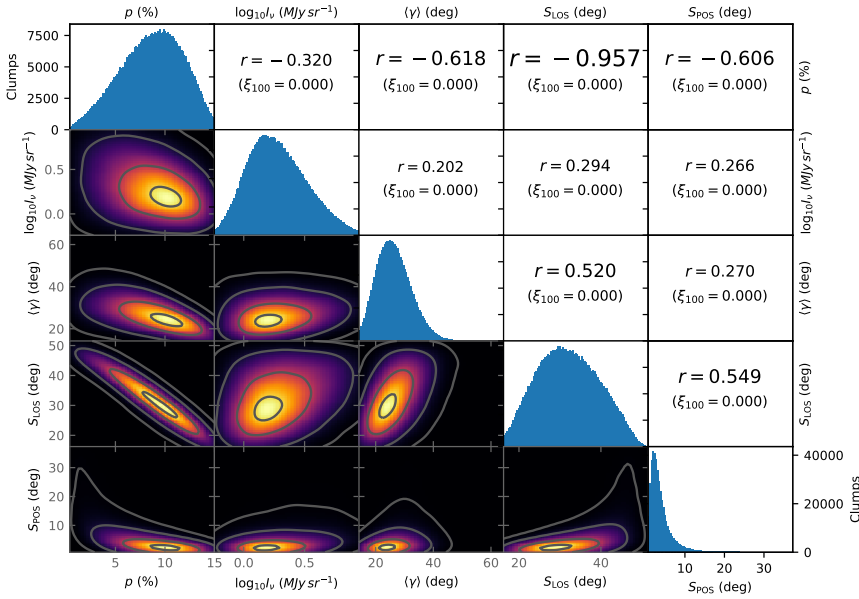 p (%)
log₁₀Iν (MJy sr⁻¹)
⟨γ⟩ (deg)
S_LOS (deg)
S_POS (deg)
7500
5000
2500
0
Clumps
r = −0.320
(ξ₁₀₀ = 0.000)
r = −0.618
(ξ₁₀₀ = 0.000)
r = −0.957
(ξ₁₀₀ = 0.000)
r = −0.606
(ξ₁₀₀ = 0.000)
p (%)
log₁₀Iν (MJy sr⁻¹)
0.5
0.0
r = 0.202
(ξ₁₀₀ = 0.000)
r = 0.294
(ξ₁₀₀ = 0.000)
r = 0.266
(ξ₁₀₀ = 0.000)
log₁₀Iν (MJy sr⁻¹)
⟨γ⟩ (deg)
60
40
20
r = 0.520
(ξ₁₀₀ = 0.000)
r = 0.270
(ξ₁₀₀ = 0.000)
⟨γ⟩ (deg)
S_LOS (deg)
50
40
30
20
r = 0.549
(ξ₁₀₀ = 0.000)
S_LOS (deg)
S_POS (deg)
30
20
10
40000
20000
0
Clumps
5
10
15
0.0
0.5
20
40
60
20
40
10
20
30
p (%)
log₁₀Iν (MJy sr⁻¹)
⟨γ⟩ (deg)
S_LOS (deg)
S_POS (deg)